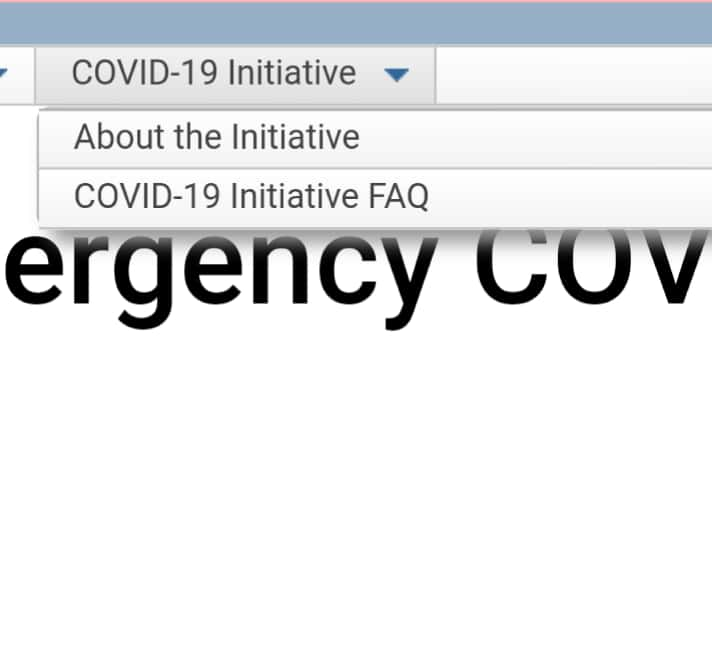 COVID-19 Initiative
About the Initiative
COVID-19 Initiative FAQ
ergency COV